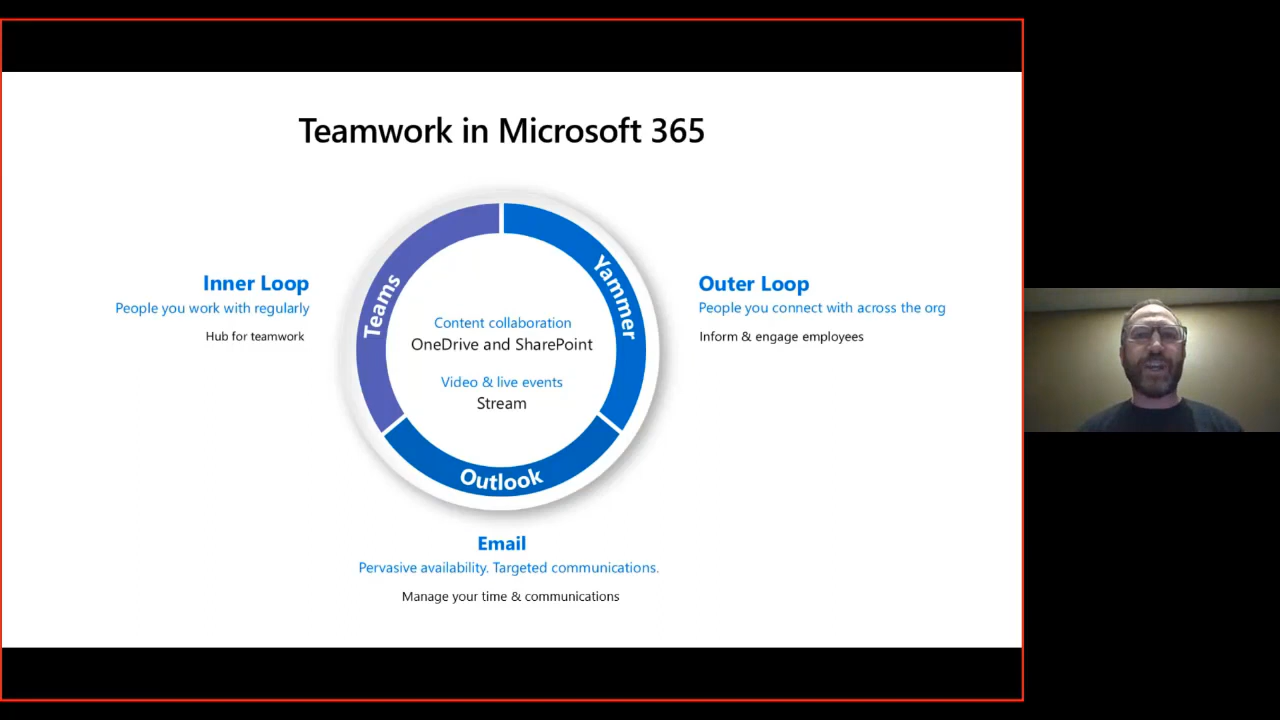 Teamwork in Microsoft 365
Inner Loop
People you work with regularly
Hub for teamwork
Teams
Yammer
Outlook
Content collaboration
OneDrive and SharePoint
Video & live events
Stream
Outer Loop
People you connect with across the org
Inform & engage employees
Email
Pervasive availability. Targeted communications.
Manage your time & communications